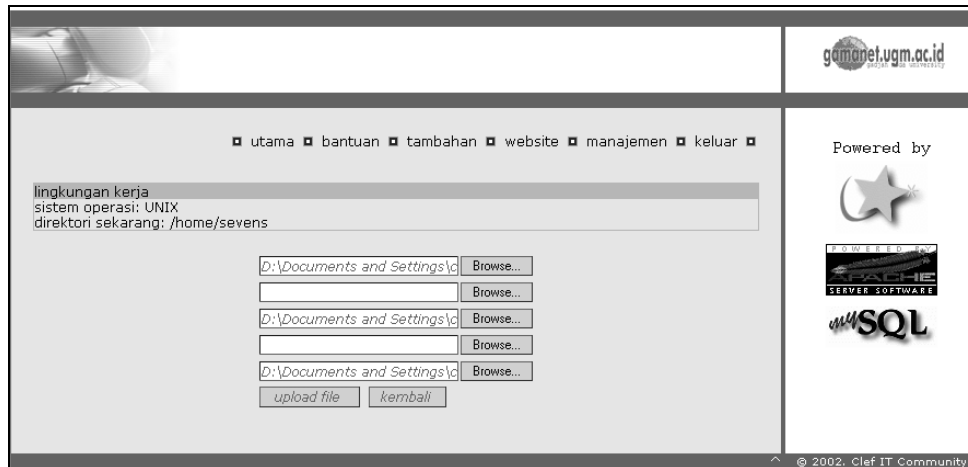 gamanet.ugm.ac.id
gadjah mada university
utama bantuan tambahan website manajemen keluar
Powered by
lingkungan kerja
sistem operasi: UNIX
direktori sekarang: /home/sevens
D:\Documents and Settings\c Browse...
Browse...
D:\Documents and Settings\c Browse...
Browse...
D:\Documents and Settings\c Browse...
upload file kembali
POWERED BY
APACHE
SERVER SOFTWARE
mySQL
^ © 2002. Clef IT Community